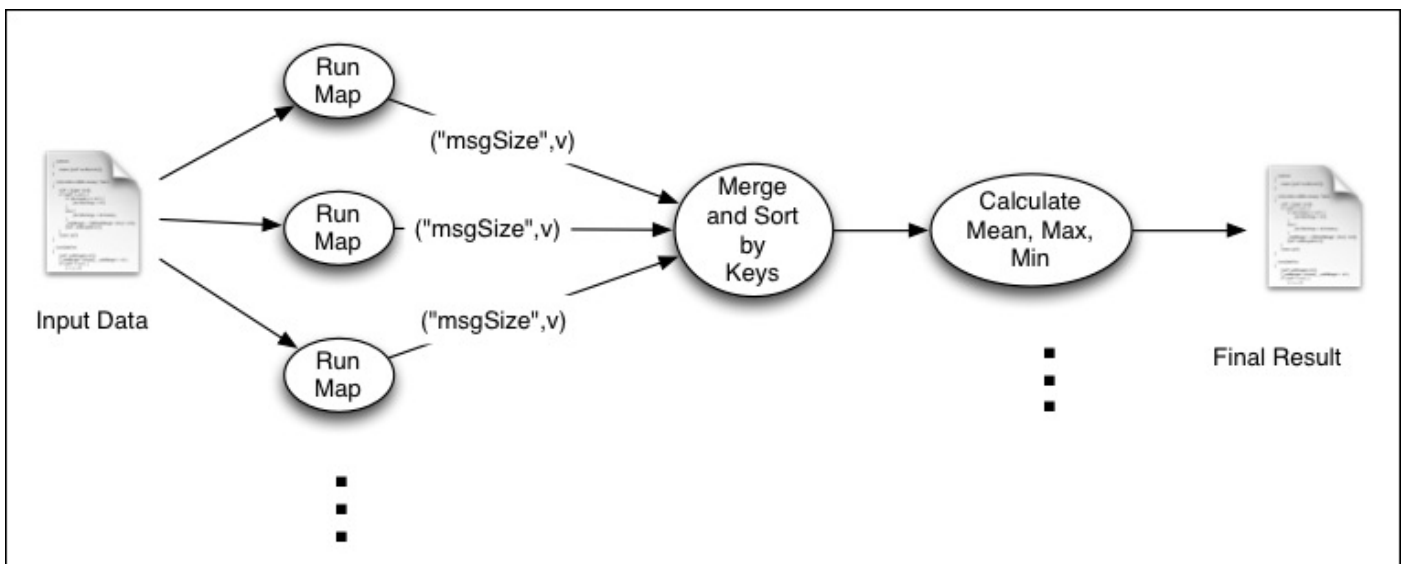 Run
Map
("msgSize",v)
Input Data
Run
Map
("msgSize",v)
Run
Map
("msgSize",v)
Merge
and Sort
by
Keys
Calculate
Mean, Max,
Min
Final Result